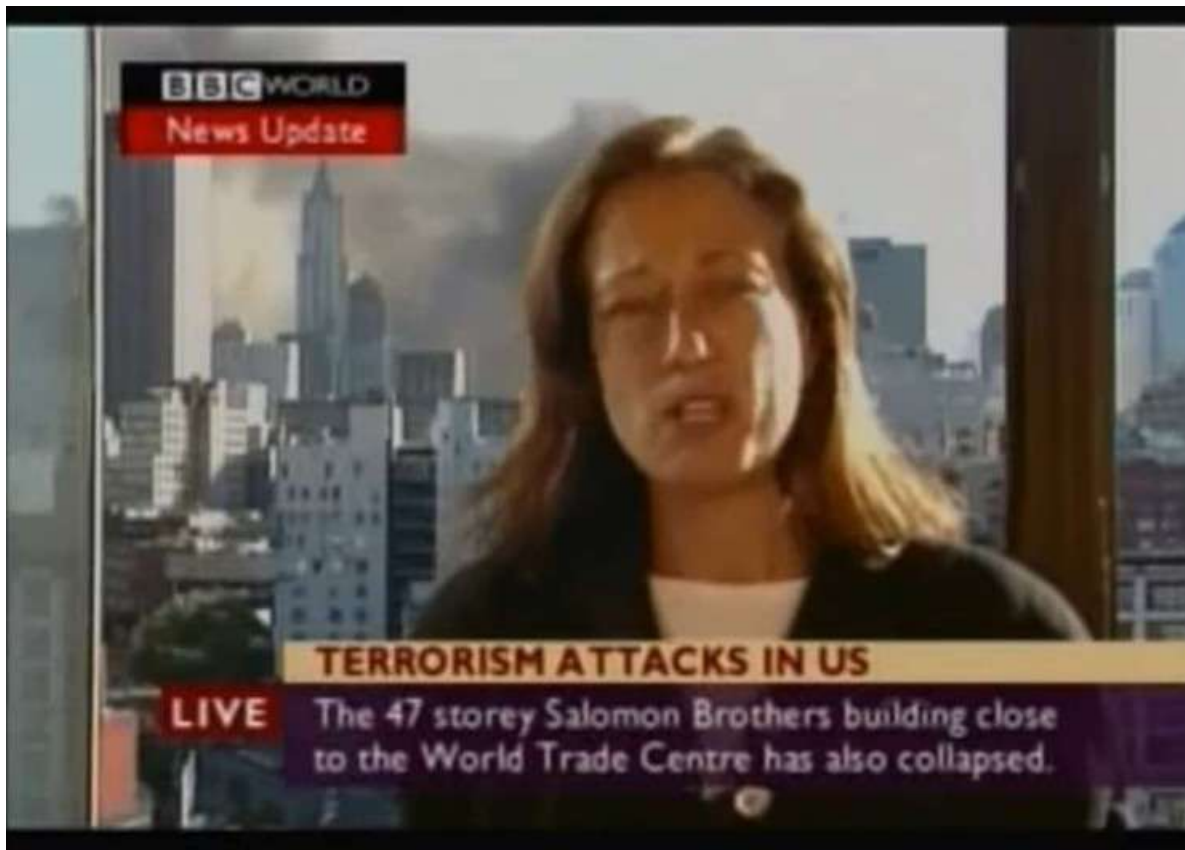 BBC WORLD
News Update
TERRORISM ATTACKS IN US
LIVE
The 47 storey Salomon Brothers building close
to the World Trade Centre has also collapsed.